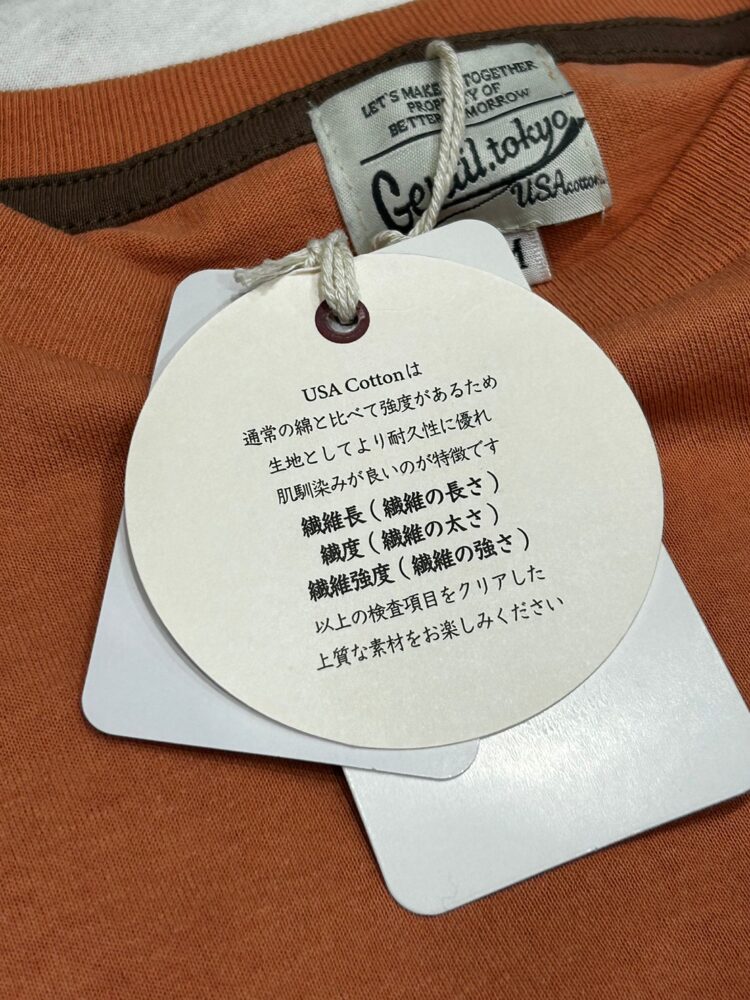 LET'S MAKE TOGETHER
OF
BETTER TOMORROW
.tokyo
USA cotton
USA Cottonは
通常の綿と比べて強度があるため
生地としてより耐久性に優れ
肌馴染みが良いのが特徴です
繊維長(繊維の長さ)
繊度(繊維の太さ)
繊維強度(繊維の強さ)
以上の検査項目をクリアした
上質な素材をお楽しみください